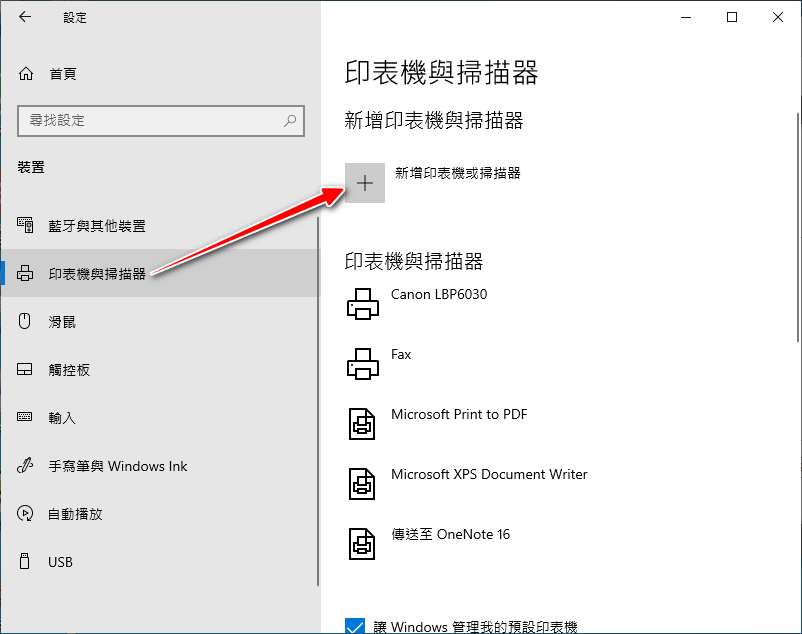 設定
首頁
尋找設定
裝置
藍牙與其他裝置
印表機與掃描器
滑鼠
觸控板
輸入
手寫筆與 Windows Ink
自動播放
USB
印表機與掃描器
新增印表機與掃描器
新增印表機或掃描器
印表機與掃描器
Canon LBP6030
Fax
Microsoft Print to PDF
Microsoft XPS Document Writer
傳送至 OneNote 16
讓 Windows 管理我的預設印表機